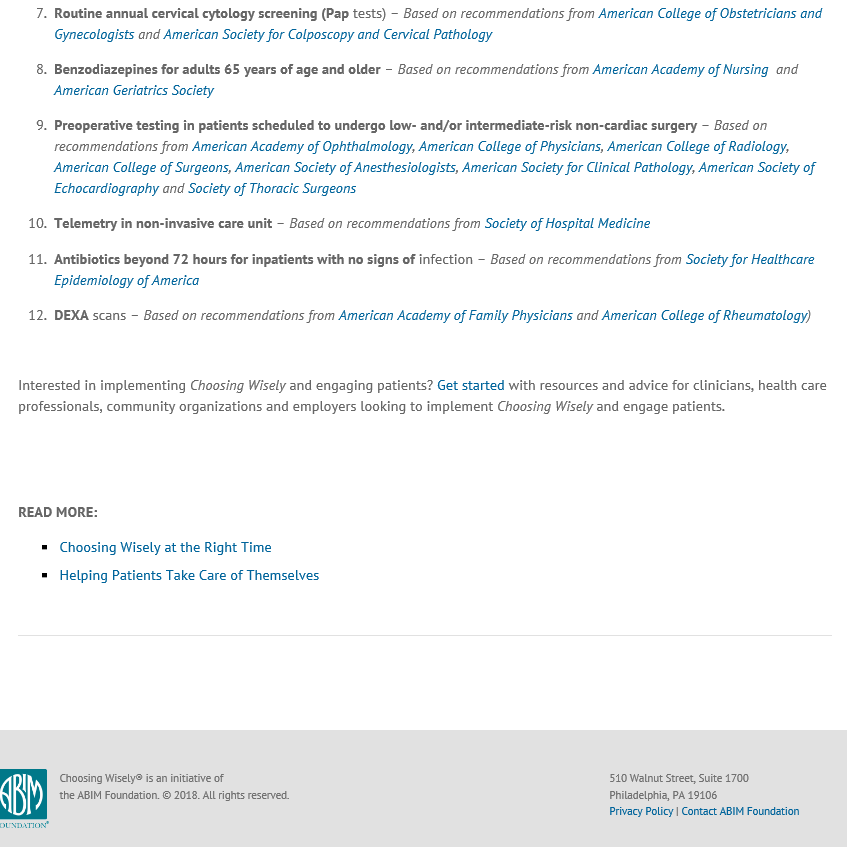 7. Routine annual cervical cytology screening (Pap tests) – Based on recommendations from American College of Obstetricians and
Gynecologists and American Society for Colposcopy and Cervical Pathology
8. Benzodiazepines for adults 65 years of age and older – Based on recommendations from American Academy of Nursing and
American Geriatrics Society
9. Preoperative testing in patients scheduled to undergo low- and/or intermediate-risk non-cardiac surgery – Based on
recommendations from American Academy of Ophthalmology, American College of Physicians, American College of Radiology,
American College of Surgeons, American Society of Anesthesiologists, American Society for Clinical Pathology, American Society of
Echocardiography and Society of Thoracic Surgeons
10. Telemetry in non-invasive care unit – Based on recommendations from Society of Hospital Medicine
11. Antibiotics beyond 72 hours for inpatients with no signs of infection – Based on recommendations from Society for Healthcare
Epidemiology of America
12. DEXA scans – Based on recommendations from American Academy of Family Physicians and American College of Rheumatology)
Interested in implementing Choosing Wisely and engaging patients? Get started with resources and advice for clinicians, health care
professionals, community organizations and employers looking to implement Choosing Wisely and engage patients.
READ MORE:
Choosing Wisely at the Right Time
Helping Patients Take Care of Themselves
ABIM
OUNDATION®
Choosing Wisely® is an initiative of
the ABIM Foundation. © 2018. All rights reserved.
510 Walnut Street, Suite 1700
Philadelphia, PA 19106
Privacy Policy | Contact ABIM Foundation